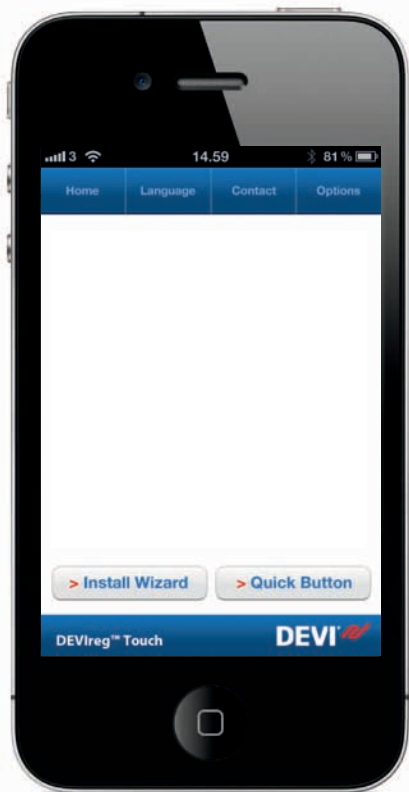 3 14.59 81 %
Home Language Contact Options
> Install Wizard > Quick Button
DEVIreg™ Touch DEVI®